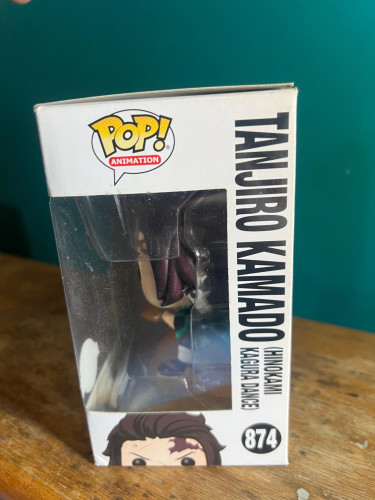 POP!
ANIMATION
TANJIRO KAMADO
(HINOKAMI
KAGURA DANCE)
874